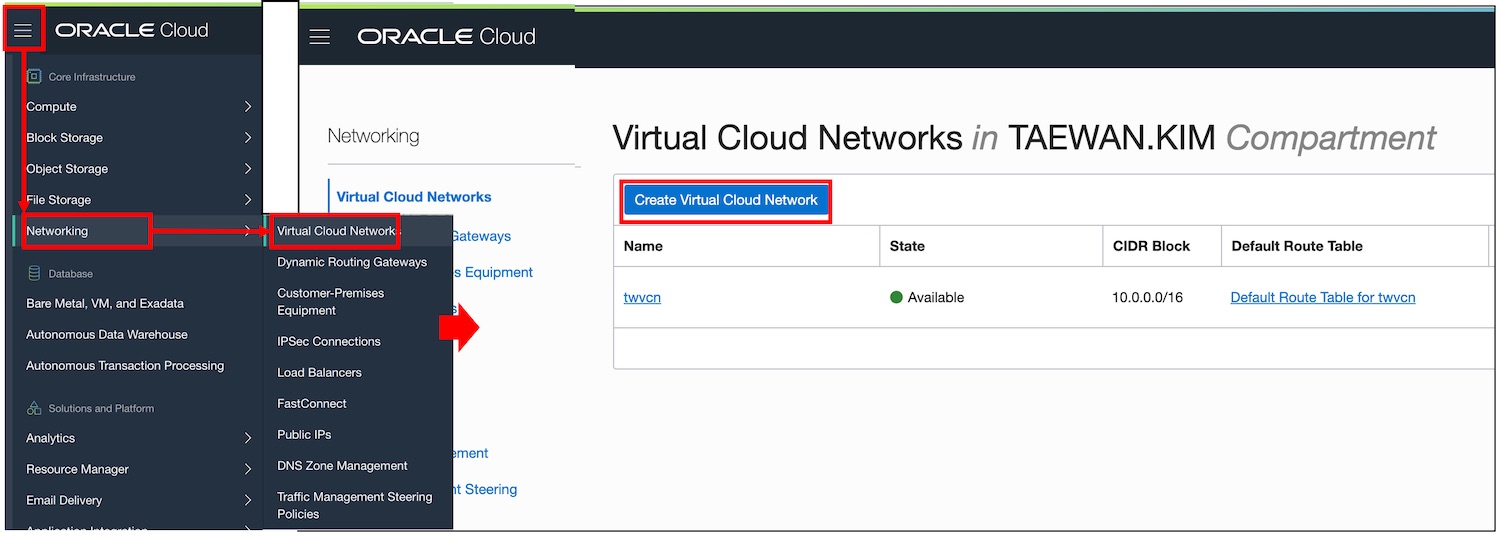 ORACLE Cloud
Core Infrastructure
Compute
Block Storage
Object Storage
File Storage
Networking
Database
Bare Metal, VM, and Exadata
Autonomous Data Warehouse
Autonomous Transaction Processing
Solutions and Platform
Analytics
Resource Manager
Email Delivery
Application Integration
Virtual Cloud Networks
Dynamic Routing Gateways
Customer-Premises
Equipment
IPSec Connections
Load Balancers
FastConnect
Public IPs
DNS Zone Management
Traffic Management Steering
Policies
ORACLE Cloud
Networking
Virtual Cloud Networks
Gateways
Equipment
Steering
Virtual Cloud Networks in TAEWAN.KIM Compartment
Create Virtual Cloud Network
Name State CIDR Block Default Route Table
twvcn Available 10.0.0.0/16 Default Route Table for twvcn